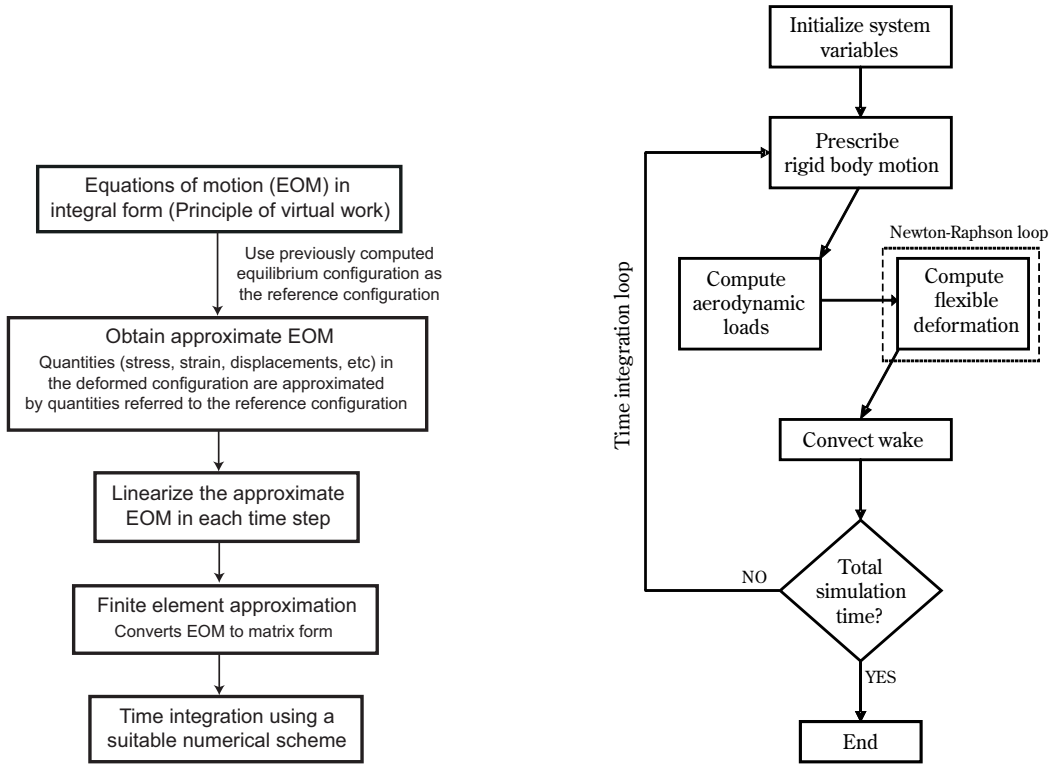 Equations of motion (EOM) in
integral form (Principle of virtual work)
Use previously computed
equilibrium configuration as
the reference configuration
Obtain approximate EOM
Quantities (stress, strain, displacements, etc) in
the deformed configuration are approximated
by quantities referred to the reference configuration
Linearize the approximate
EOM in each time step
Finite element approximation
Converts EOM to matrix form
Time integration using a
suitable numerical scheme
Initialize system
variables
Prescribe
rigid body motion
Newton-Raphson loop
Compute
aerodynamic
loads
Compute
flexible
deformation
Time integration loop
Convect wake
Total
simulation
time?
NO
YES
End